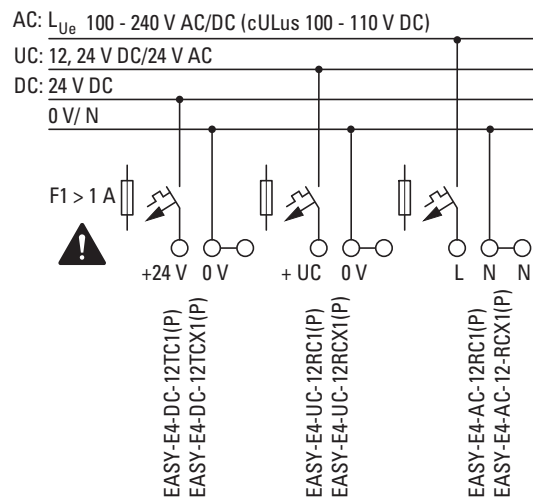 AC: LUe 100 - 240 V AC/DC (cULus 100 - 110 V DC)
UC: 12, 24 V DC/24 V AC
DC: 24 V DC
0 V/ N
F1 > 1 A
!
+24 V 0 V + UC 0 V L N N
EASY-E4-DC-12TC1(P)
EASY-E4-DC-12TCX1(P)
EASY-E4-UC-12RC1(P)
EASY-E4-UC-12RCX1(P)
EASY-E4-AC-12RC1(P)
EASY-E4-AC-12-RCX1(P)